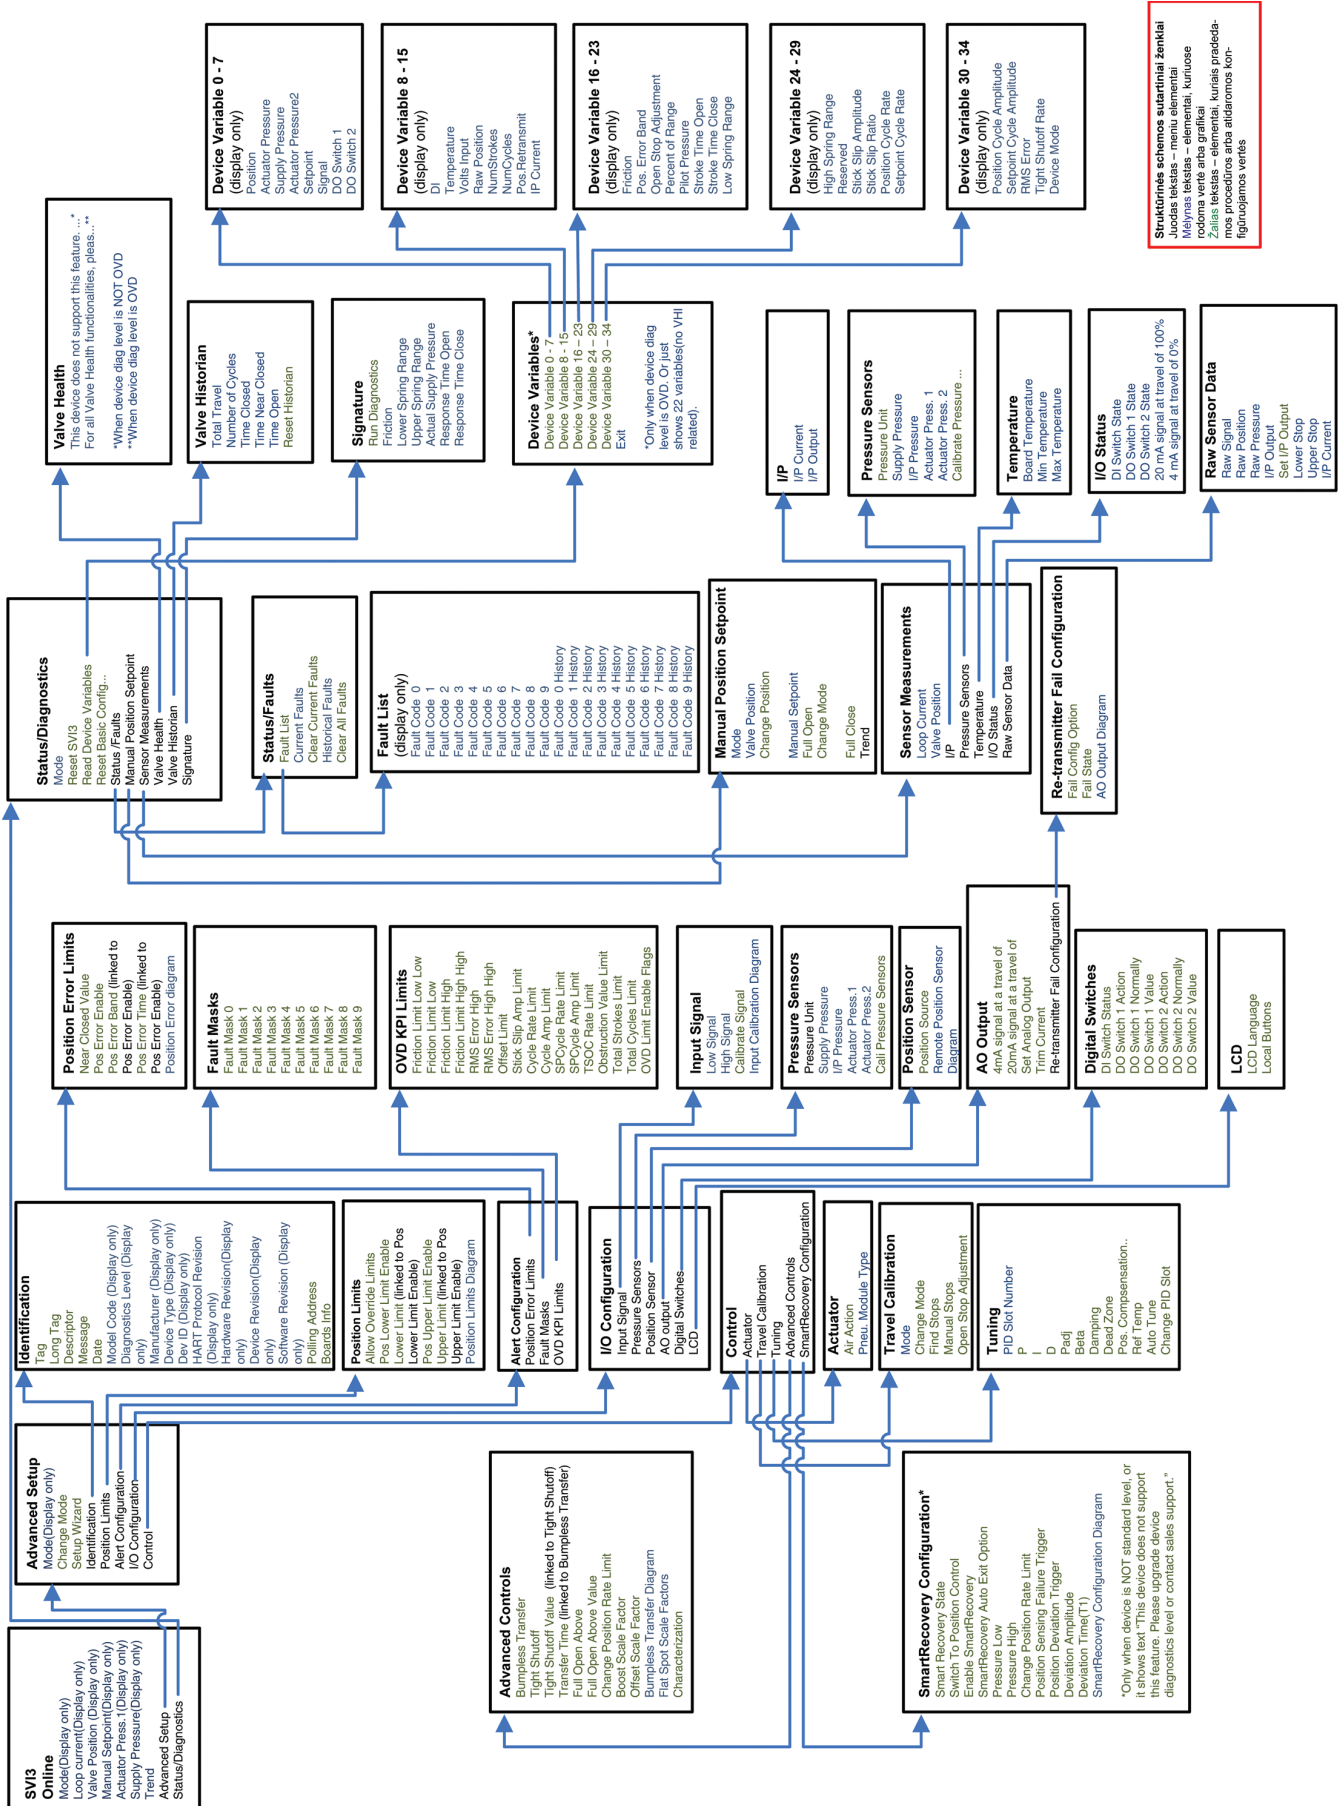 SVI3
Online
Mode(Display only)
Loop current(Display only)
Valve Position (Display only)
Manual Setpoint(Display only)
Actuator Press.1(Display only)
Supply Pressure(Display only)
Trend
Advanced Setup
Status/Diagnostics
Advanced Setup
Mode(Display only)
Change Mode
Setup Wizard
Identification
Position Limits
Alert Configuration
I/O Configuration
Control
Identification
Tag
Long Tag
Descriptor
Message
Date
Model Code (Display only)
Diagnostics Level (Display
only)
Manufacturer (Display only)
Device Type (Display only)
Dev ID (Display only)
HART Protocol Revision
(Display only)
Hardware Revision(Display
only)
Device Revision(Display
only)
Software Revision (Display
only)
Polling Address
Boards Info
Position Limits
Allow Override Limits
Pos Lower Limit Enable
Lower Limit (linked to Pos
Lower Limit Enable)
Pos Upper Limit Enable
Upper Limit (linked to Pos
Upper Limit Enable)
Position Limits Diagram
Alert Configuration
Position Error Limits
Fault Masks
OVD KPI Limits
I/O Configuration
Input Signal
Pressure Sensors
Position Sensor
AO output
Digital Switches
LCD
Control
Actuator
Travel Calibration
Tuning
Advanced Controls
SmartRecovery Configuration
Actuator
Air Action
Pneu. Module Type
Travel Calibration
Mode
Change Mode
Find Stops
Manual Stops
Open Stop Adjustment
Tuning
PID Slot Number
P
I
D
Padj
Beta
Damping
Dead Zone
Pos. Compensation..
Ref Temp
Auto Tune
Change PID Slot
Advanced Controls
Bumpless Transfer
Tight Shutoff
Tight Shutoff Value (linked to Tight Shutoff)
Transfer Time (linked to Bumpless Transfer)
Full Open Above
Full Open Above Value
Change Position Rate Limit
Boost Scale Factor
Offset Scale Factor
Bumpless Transfer Diagram
Flat Spot Scale Factors
Characterization
SmartRecovery Configuration*
Smart Recovery State
Switch To Position Control
Enable SmartRecovery
SmartRecovery Auto Exit Option
Pressure Low
Pressure High
Change Position Rate Limit
Position Sensing Failure Trigger
Position Deviation Trigger
Deviation Amplitude
Deviation Time(T1)
SmartRecovery Configuration Diagram
*Only when device is NOT standard level, or
it shows text "This device does not support
this feature. Please upgrade device
diagnostics level or contact sales support."
Position Error Limits
Near Closed Value
Pos Error Enable
Pos Error Band (linked to
Pos Error Enable)
Pos Error Time (linked to
Pos Error Enable)
Position Error diagram
Fault Masks
Fault Mask 0
Fault Mask 1
Fault Mask 2
Fault Mask 3
Fault Mask 4
Fault Mask 5
Fault Mask 6
Fault Mask 7
Fault Mask 8
Fault Mask 9
OVD KPI Limits
Friction Limit Low Low
Friction Limit Low
Friction Limit High
Friction Limit High High
RMS Error High
RMS Error High High
Offset Limit
Stick Slip Amp Limit
Cycle Rate Limit
Cycle Amp Limit
SPCycle Rate Limit
SPCycle Amp Limit
TSOC Rate Limit
Obstruction Value Limit
Total Strokes Limit
Total Cycles Limit
OVD Limit Enable Flags
Input Signal
Low Signal
High Signal
Calibrate Signal
Input Calibration Diagram
Pressure Sensors
Pressure Unit
Supply Pressure
I/P Pressure
Actuator Press.1
Actuator Press.2
Cali Pressure Sensors
Position Sensor
Position Source
Remote Position Sensor
Diagram
AO Output
4mA signal at a travel of
20mA signal at a travel of
Set Analog Output
Trim Current
Re-transmitter Fail Configuration
Digital Switches
DI Switch Status
DO Switch 1 Action
DO Switch 1 Normally
DO Switch 1 Value
DO Switch 2 Action
DO Switch 2 Normally
DO Switch 2 Value
LCD
LCD Language
Local Buttons
Status/Diagnostics
Mode
Reset SVI3
Read Device Variables
Reset Basic Config...
Status /Faults
Manual Position Setpoint
Sensor Measurements
Valve Health
Valve Historian
Signature
Status/Faults
Fault List
Current Faults
Clear Current Faults
Historical Faults
Clear All Faults
Fault List
(display only)
Fault Code 0
Fault Code 1
Fault Code 2
Fault Code 3
Fault Code 4
Fault Code 5
Fault Code 6
Fault Code 7
Fault Code 8
Fault Code 9
Fault Code 0 History
Fault Code 1 History
Fault Code 2 History
Fault Code 3 History
Fault Code 4 History
Fault Code 5 History
Fault Code 6 History
Fault Code 7 History
Fault Code 8 History
Fault Code 9 History
Manual Position Setpoint
Mode
Valve Position
Change Position
Manual Setpoint
Full Open
Change Mode
Full Close
Trend
Sensor Measurements
Loop Current
Valve Position
I/P
Pressure Sensors
Temperature
I/O Status
Raw Sensor Data
Re-transmitter Fail Configuration
Fail Config Option
Fail State
AO Output Diagram
Valve Health
This device does not support this feature. ...*
For all Valve Health functionalities, pleas...**
*When device diag level is NOT OVD
**When device diag level is OVD
Valve Historian
Total Travel
Number of Cycles
Time Closed
Time Near Closed
Time Open
Reset Historian
Signature
Run Diagnostics
Friction
Lower Spring Range
Upper Spring Range
Actual Supply Pressure
Response Time Open
Response Time Close
Device Variables*
Device Variable 0 - 7
Device Variable 8 - 15
Device Variable 16 – 23
Device Variable 24 – 29
Device Variable 30 – 34
Exit
*Only when device diag
level is OVD. Or just
shows 22 variables(no VHI
related).
I/P
I/P Current
I/P Output
Pressure Sensors
Pressure Unit
Supply Pressure
I/P Pressure
Actuator Press. 1
Actuator Press. 2
Calibrate Pressure ...
Temperature
Board Temperature
Min Temperature
Max Temperature
I/O Status
DI Switch State
DO Switch 1 State
DO Switch 2 State
20 mA signal at travel of 100%
4 mA signal at travel of 0%
Raw Sensor Data
Raw Signal
Raw Position
Raw Pressure
I/P Output
Set I/P Output
Lower Stop
Upper Stop
I/P Current
Device Variable 0 - 7
(display only)
Position
Actuator Pressure
Supply Pressure
Actuator Pressure2
Setpoint
Signal
DO Switch 1
DO Switch 2
Device Variable 8 - 15
(display only)
DI
Temperature
Volts Input
Raw Position
NumStrokes
NumCycles
Pos.Retransmit
IP Current
Device Variable 16 - 23
(display only)
Friction
Pos. Error Band
Open Stop Adjustment
Percent of Range
Pilot Pressure
Stroke Time Open
Stroke Time Close
Low Spring Range
Device Variable 24 - 29
(display only)
High Spring Range
Reserved
Stick Slip Amplitude
Stick Slip Ratio
Position Cycle Rate
Setpoint Cycle Rate
Device Variable 30 - 34
(display only)
Position Cycle Amplitude
Setpoint Cycle Amplitude
RMS Error
Tight Shutoff Rate
Device Mode
Struktūrinės schemos sutartiniai ženklai
Juodas tekstas – meniu elementai
Mėlynas tekstas – elementai, kuriuose
rodoma vertė arba grafikai
Žalias tekstas – elementai, kuriais pradeda-
mos procedūros arba atidaromos kon-
figūruojamos vertės